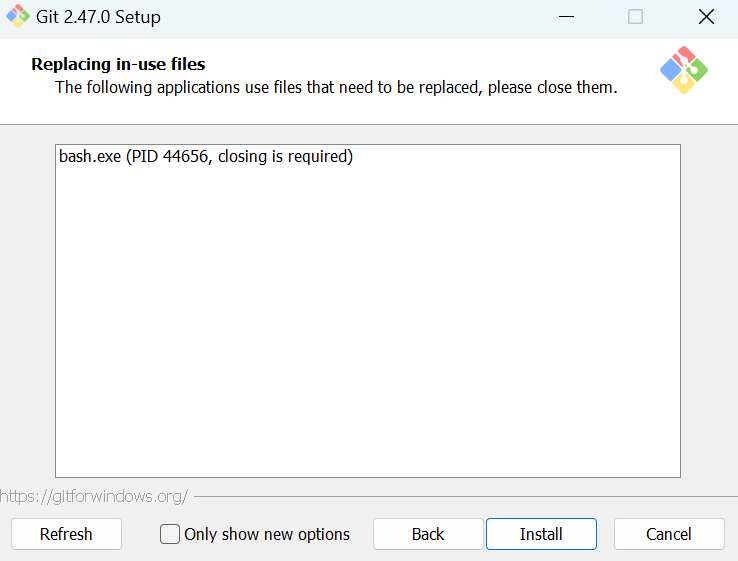 Git 2.47.0 Setup
Replacing in-use files
The following applications use files that need to be replaced, please close them.
bash.exe (PID 44656, closing is required)
https://gitforwindows.org/
Refresh
Only show new options
Back
Install
Cancel